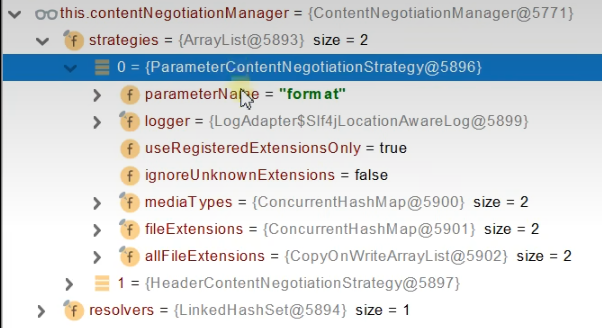 this.contentNegotiationManager = {ContentNegotiationManager@5771}
f strategies = {ArrayList@5893} size = 2
0 = {ParameterContentNegotiationStrategy@5896}
f parameterName = "format"
f logger = {LogAdapter$Slf4jLocationAwareLog@5899}
f useRegisteredExtensionsOnly = true
f ignoreUnknownExtensions = false
f mediaTypes = {ConcurrentHashMap@5900} size = 2
f fileExtensions = {ConcurrentHashMap@5901} size = 2
f allFileExtensions = {CopyOnWriteArrayList@5902} size = 2
1 = {HeaderContentNegotiationStrategy@5897}
f resolvers = {LinkedHashSet@5894} size = 1